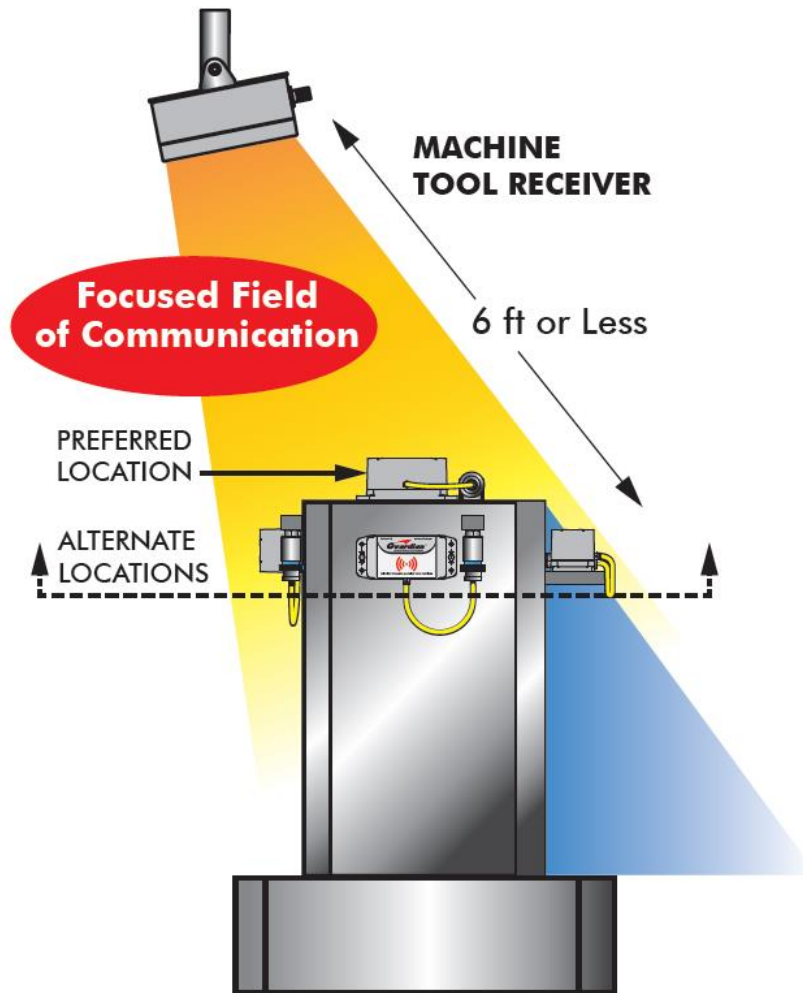 MACHINE
TOOL RECEIVER
Focused Field
of Communication
6 ft or Less
PREFERRED
LOCATION
ALTERNATE
LOCATIONS
Guardian